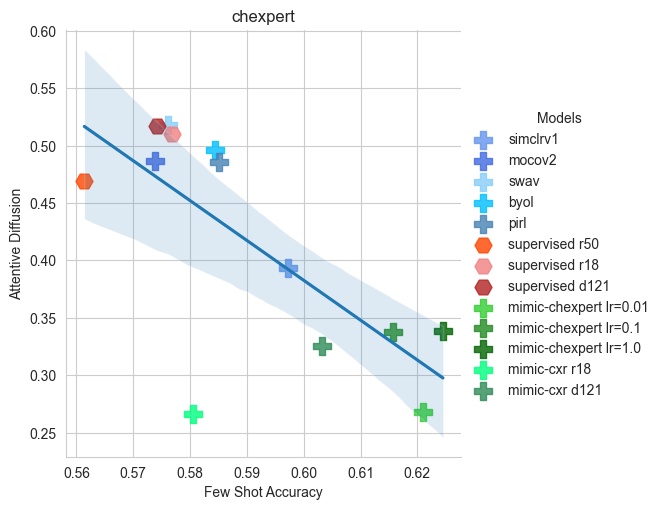 chexpert
0.60
0.55
0.50
0.45
0.40
0.35
0.30
0.25
Attentive Diffusion
0.56 0.57 0.58 0.59 0.60 0.61 0.62
Few Shot Accuracy
Models
simclrv1
mocov2
swav
byol
pirl
supervised r50
supervised r18
supervised d121
mimic-chexpert lr=0.01
mimic-chexpert lr=0.1
mimic-chexpert lr=1.0
mimic-cxr r18
mimic-cxr d121